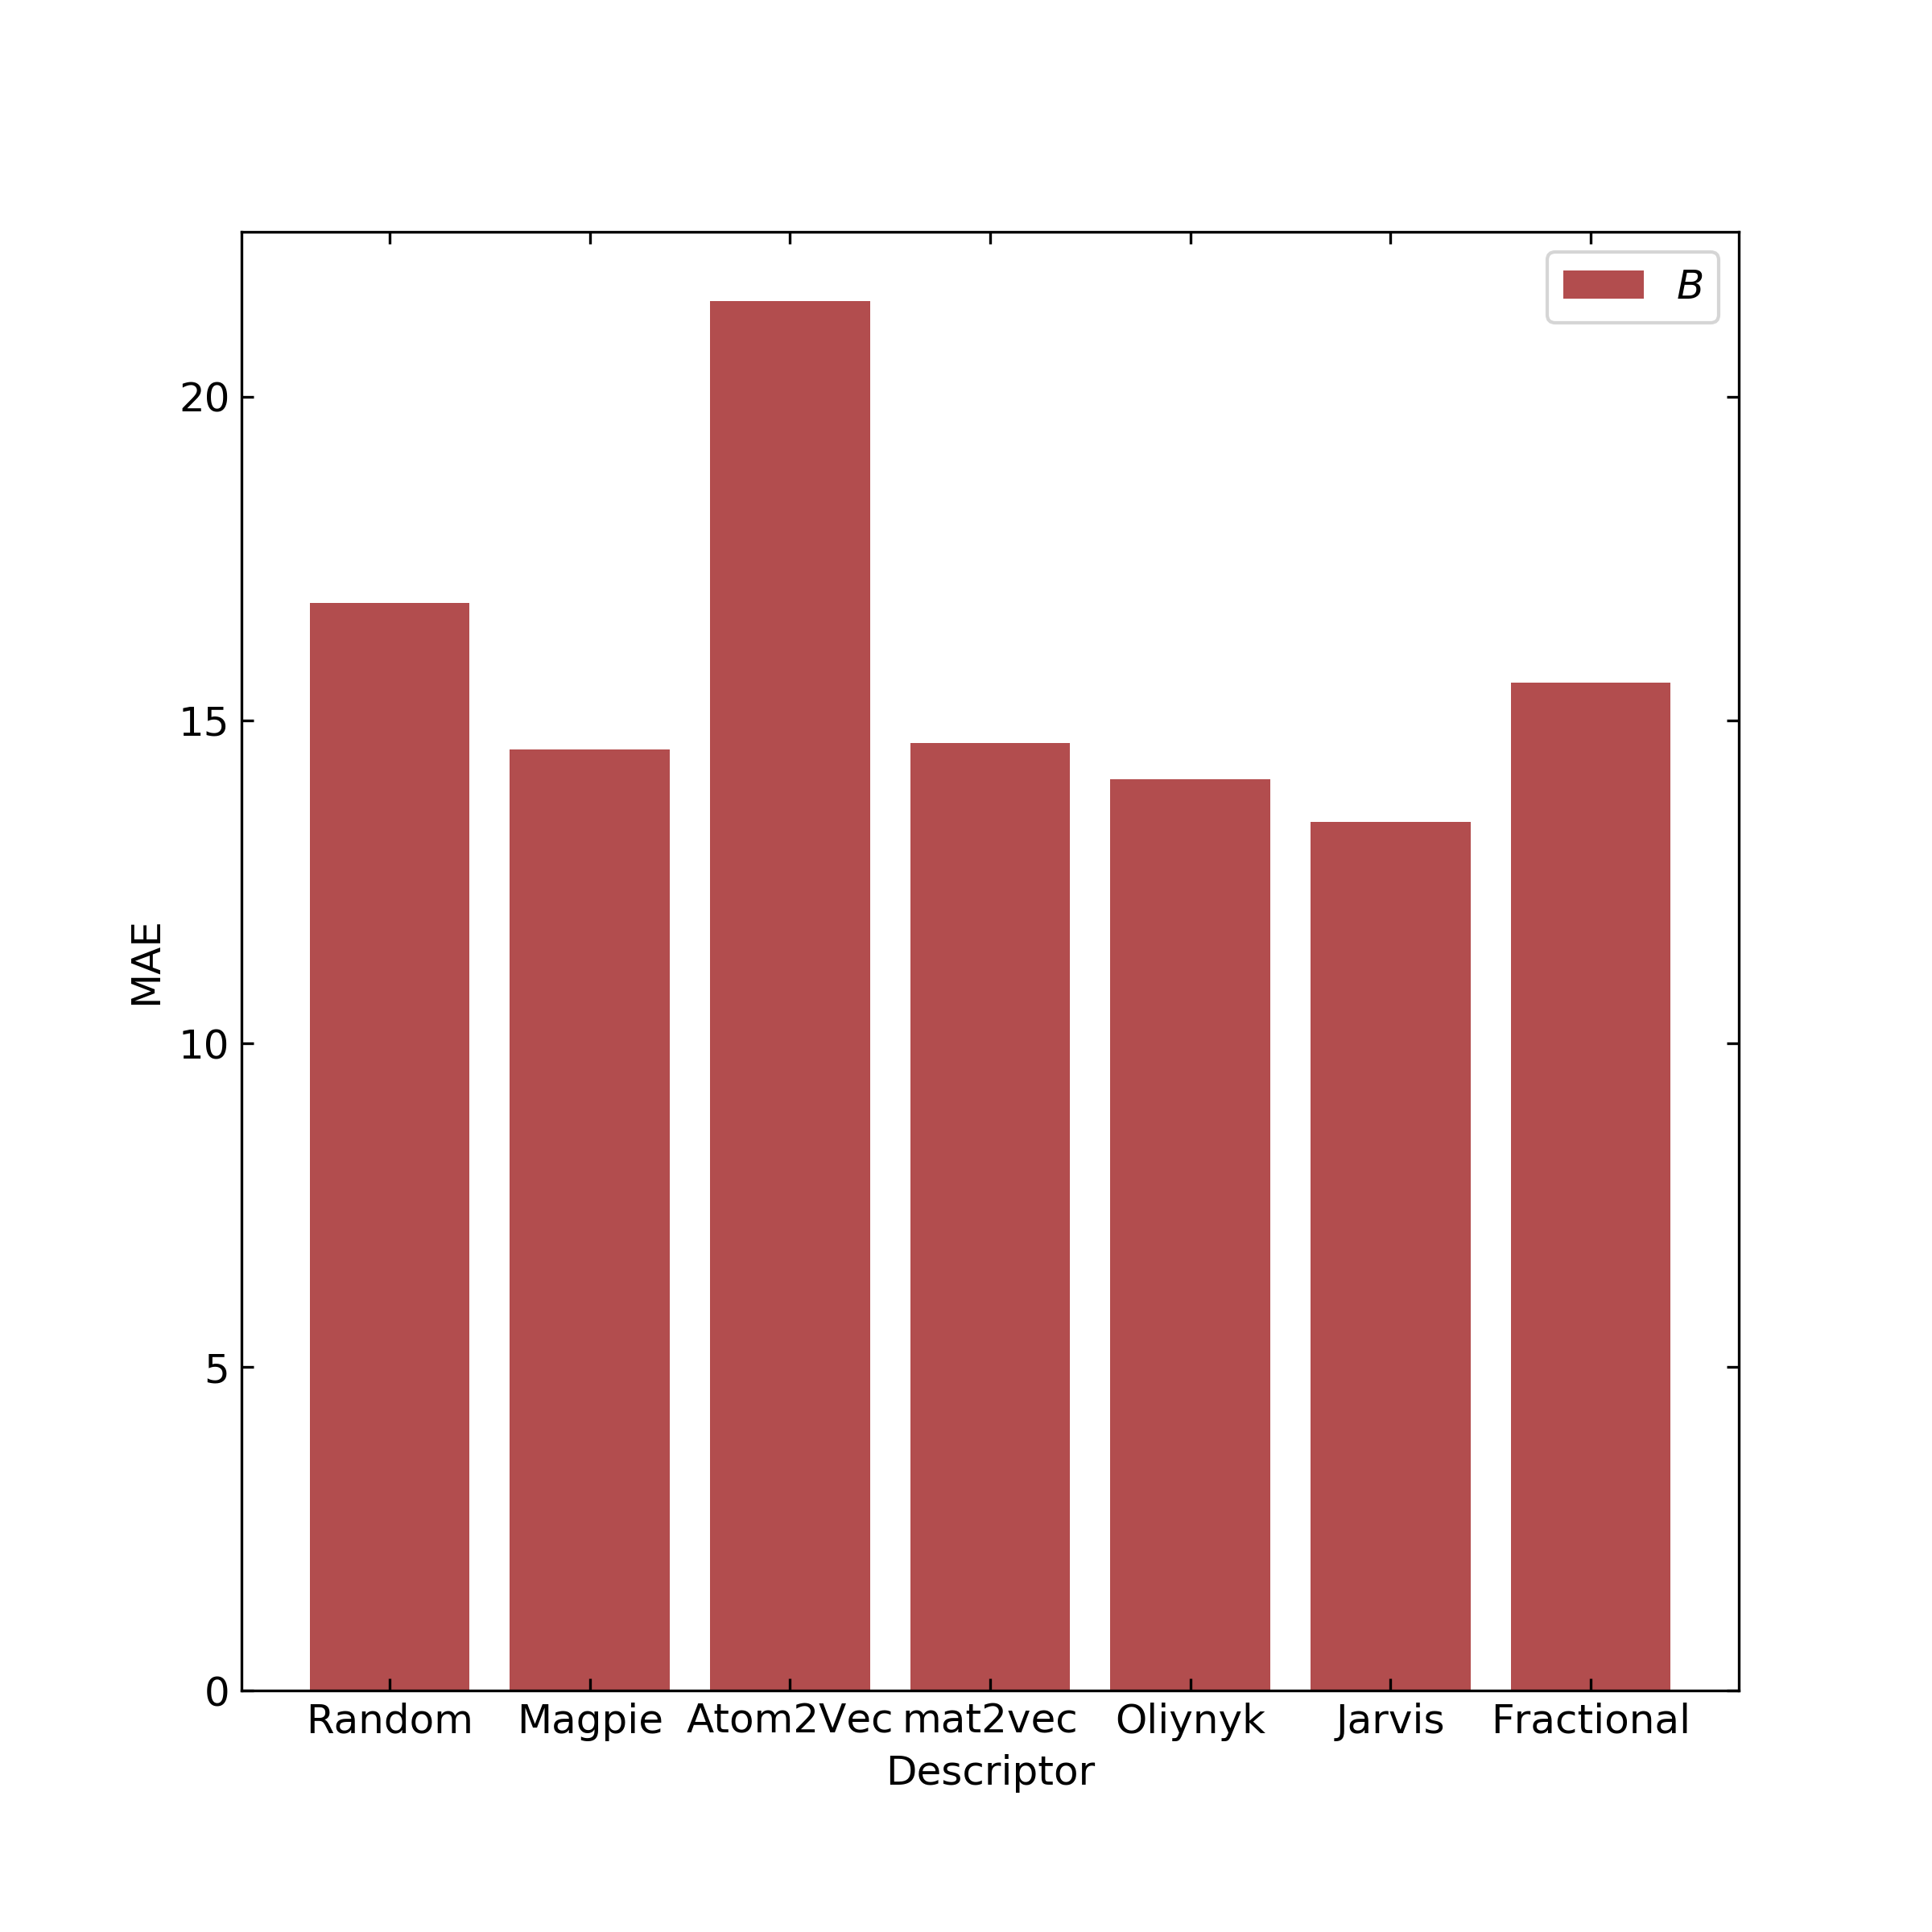 B
20
15
10
5
0
MAE
Random Magpie Atom2Vec mat2vec Oliynyk Jarvis Fractional
Descriptor